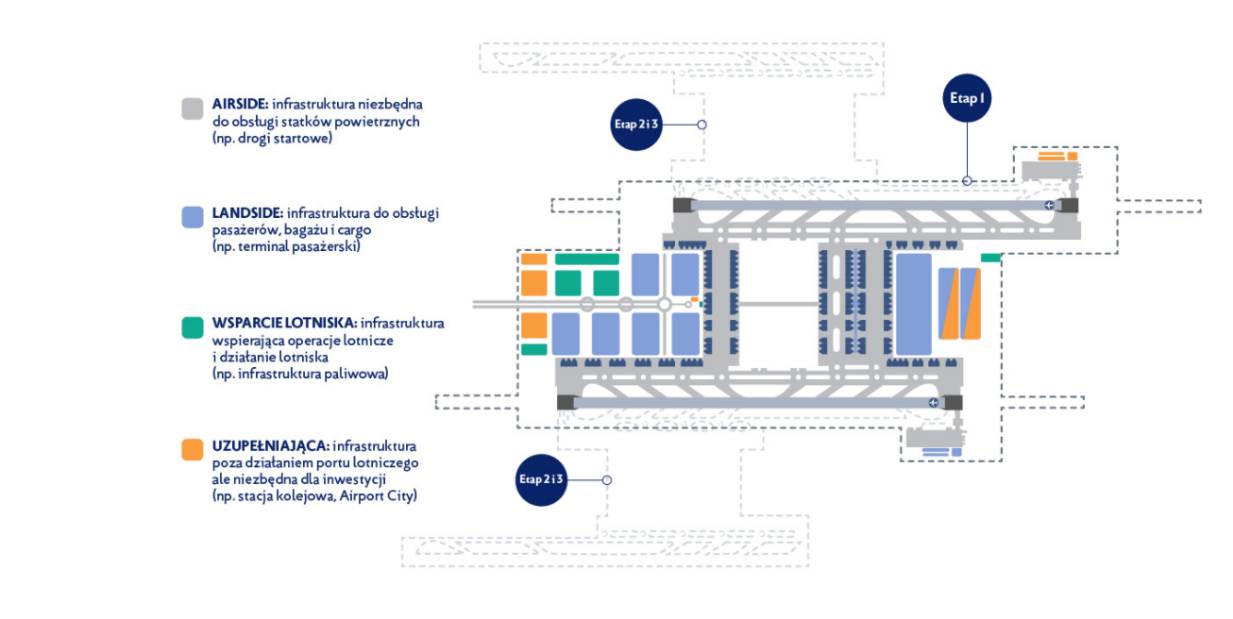 AIRSIDE: infrastruktura niezbędna
do obsługi statków powietrznych
(np. drogi startowe)
LANDSIDE: infrastruktura do obsługi
pasażerów, bagażu i cargo
(np. terminal pasażerski)
WSPARCIE LOTNISKA: infrastruktura
wspierająca operacje lotnicze
i działanie lotniska
(np. infrastruktura paliwowa)
UZUPEŁNIAJĄCA: infrastruktura
poza działaniem portu lotniczego
ale niezbędna dla inwestycji
(np. stacja kolejowa, Airport City)
Etap 1
Etap 2 i 3
Etap 2 i 3